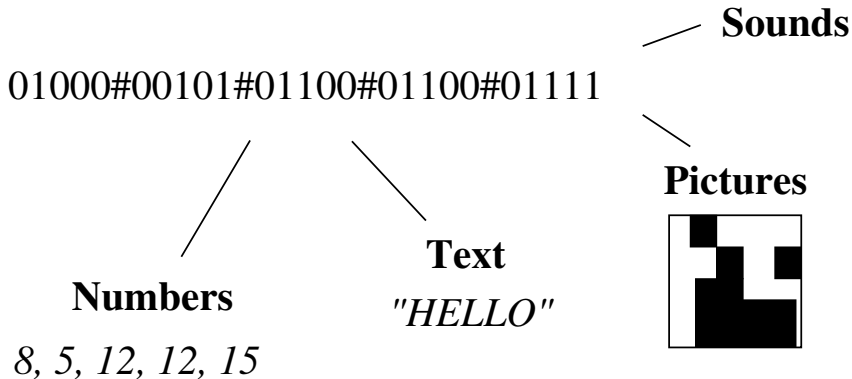 Sounds
01000#00101#01100#01100#01111
Pictures
Text
"HELLO"
Numbers
8, 5, 12, 12, 15